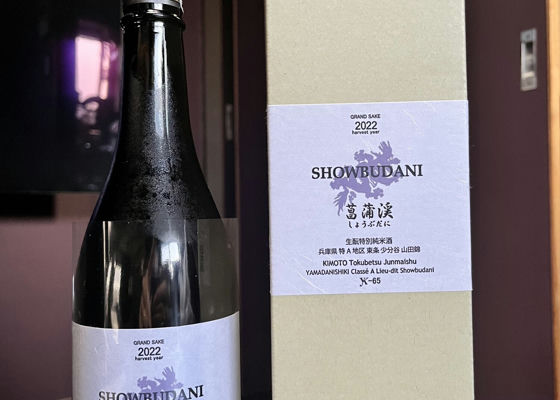 GRAND SAKE
2022
harvest year
SHOWBUDANI
菖蒲渓
しょうぶだに
生酛特別純米酒
兵庫県 特A地区 東条 少分谷 山田錦
KIMOTO Tokubetsu Junmaishu
YAMADANISHIKI Classé A Lieu-dit Showbudani
K-65
GRAND SAKE
2022
harvest year
SHOWBUDANI